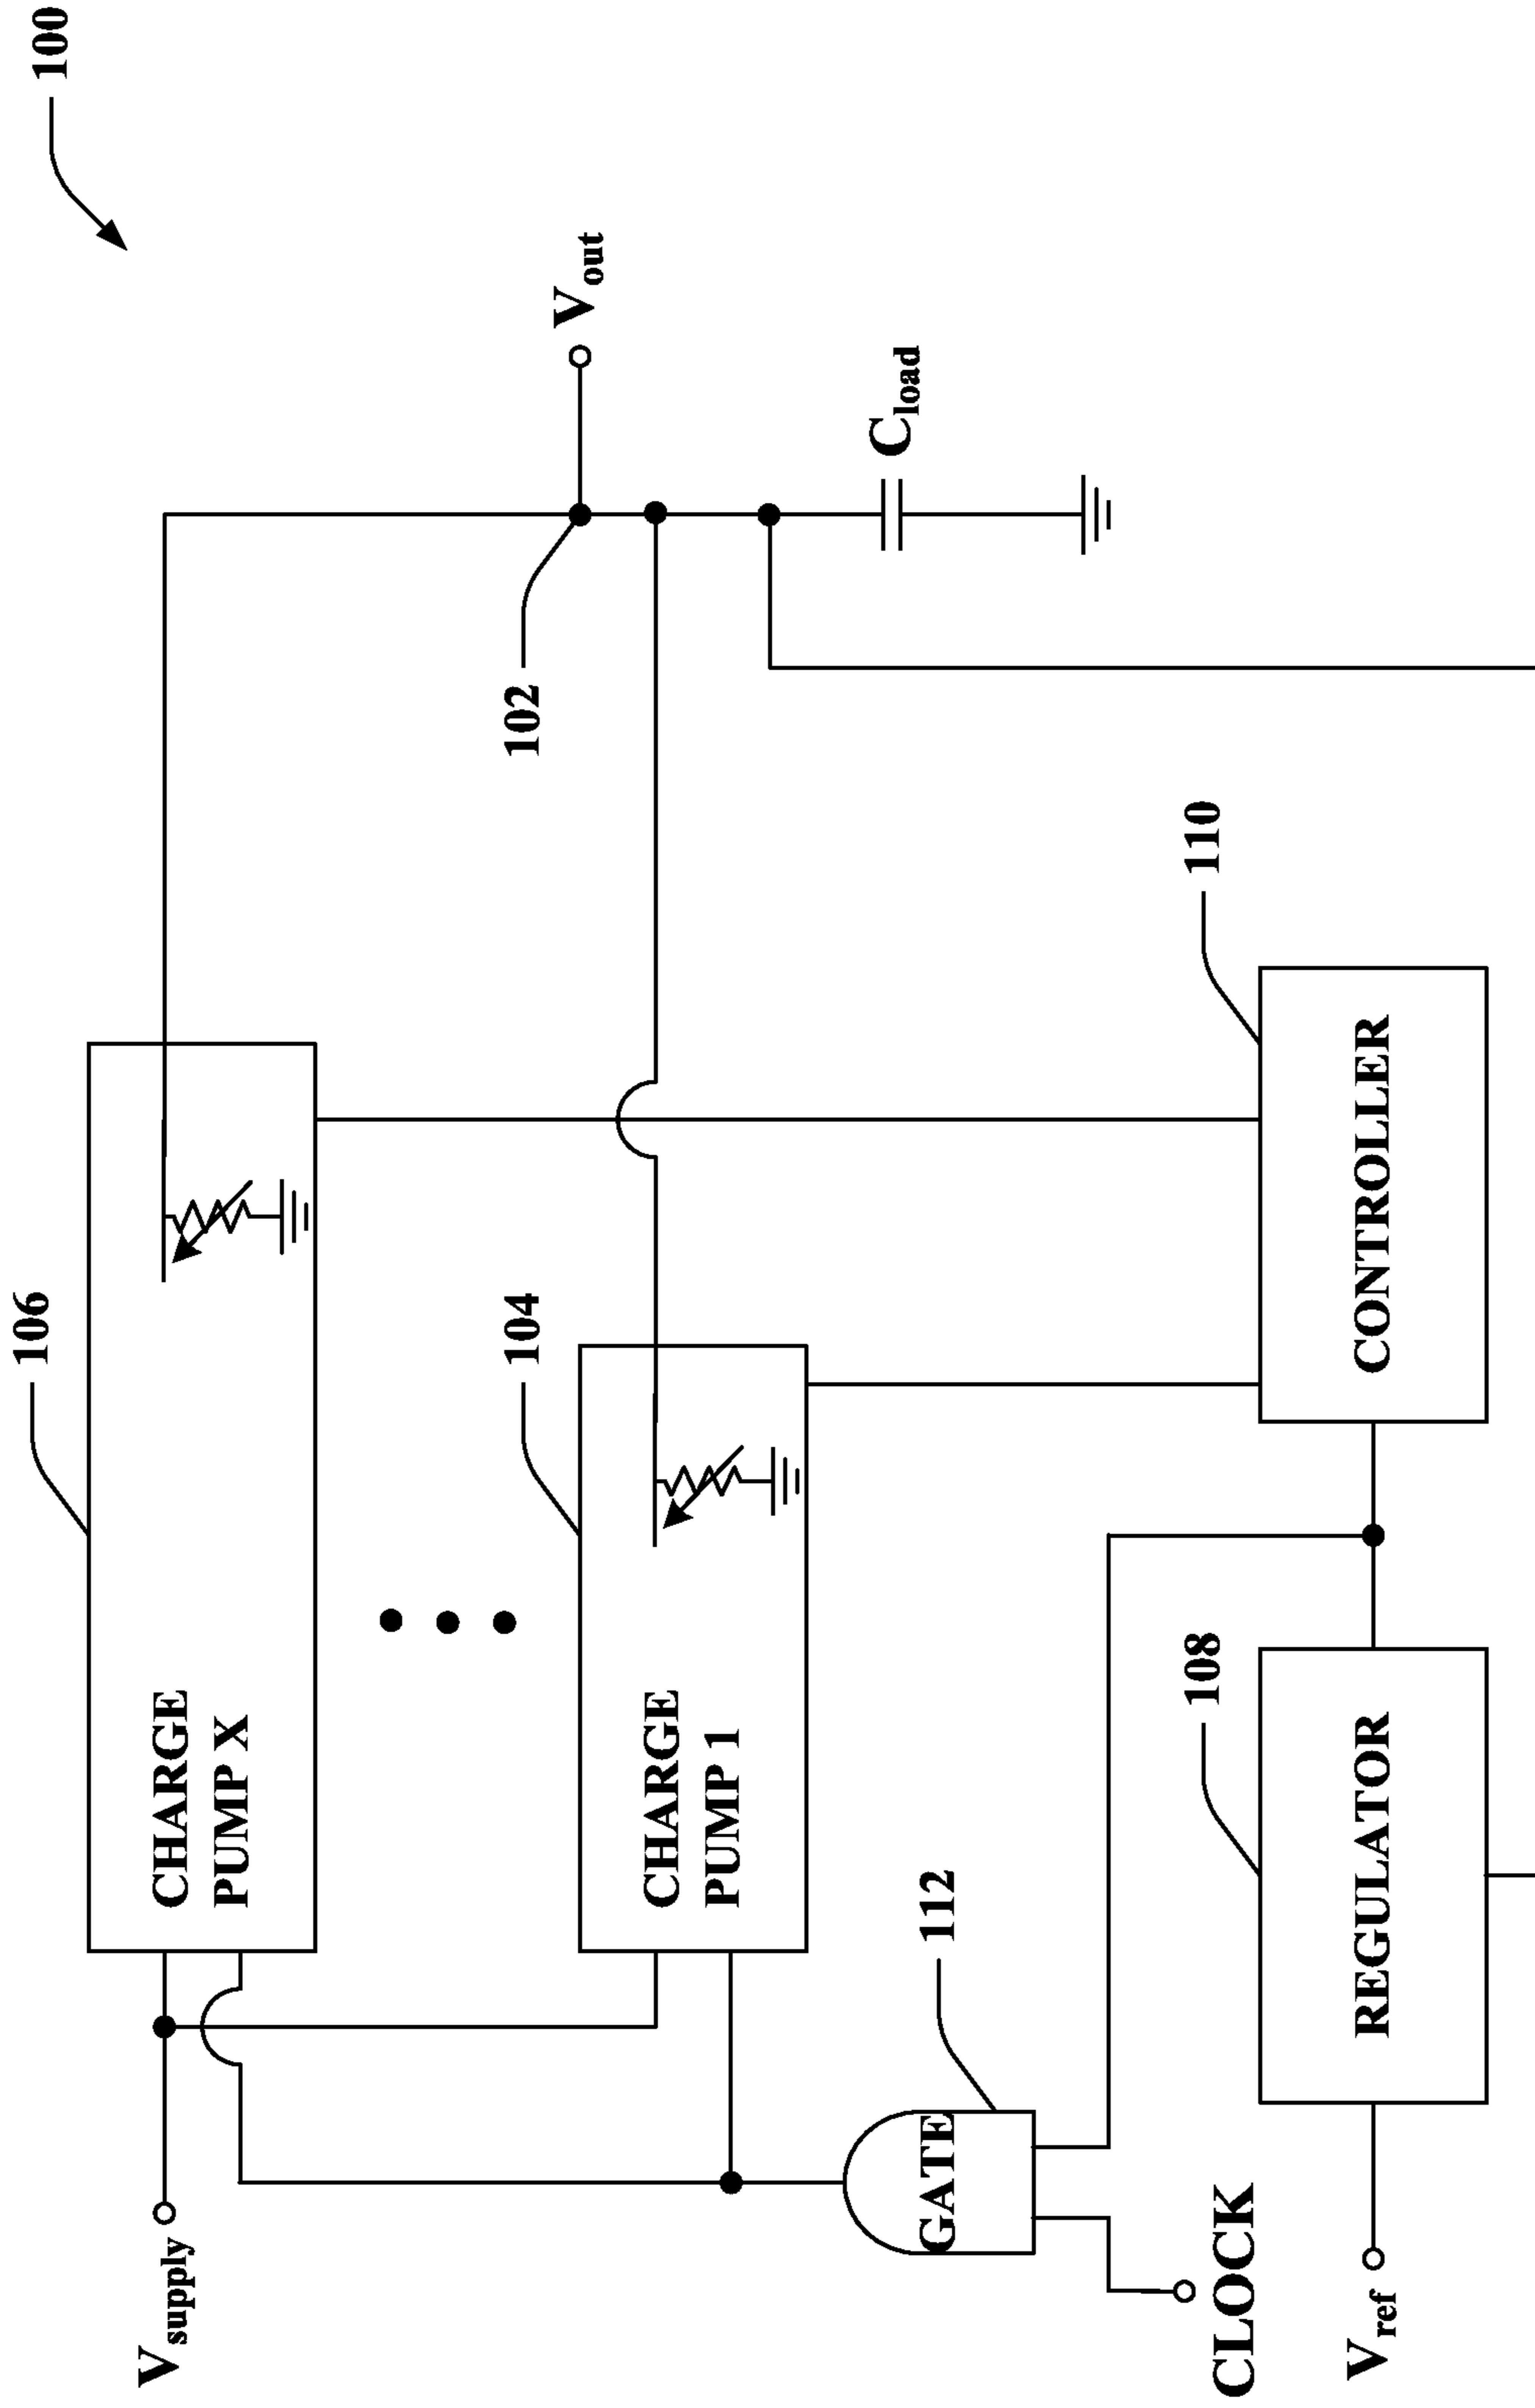 100
106
CHARGE
PUMP X
Vsupply
102
Vout
104
CHARGE
PUMP 1
Cload
112
GATE
110
108
CLOCK
REGULATOR
CONTROLLER
Vref